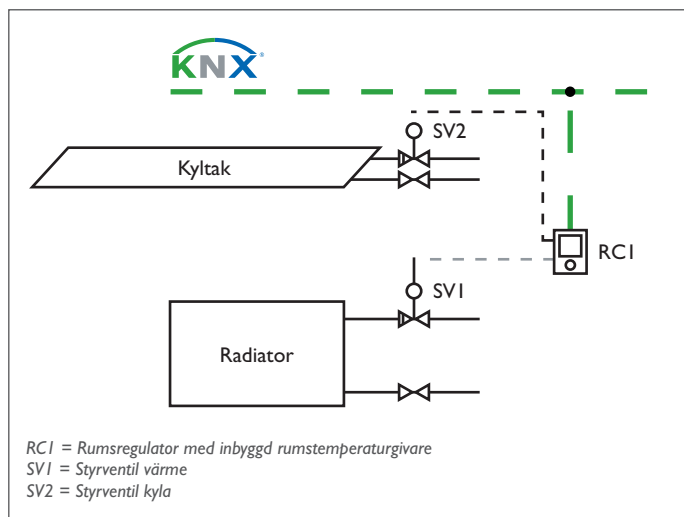 KNX®
SV2
Kyltak
RC1
SV1
Radiator
RC1 = Rumsregulator med inbyggd rumstemperaturgivare
SV1 = Styrventil värme
SV2 = Styrventil kyla